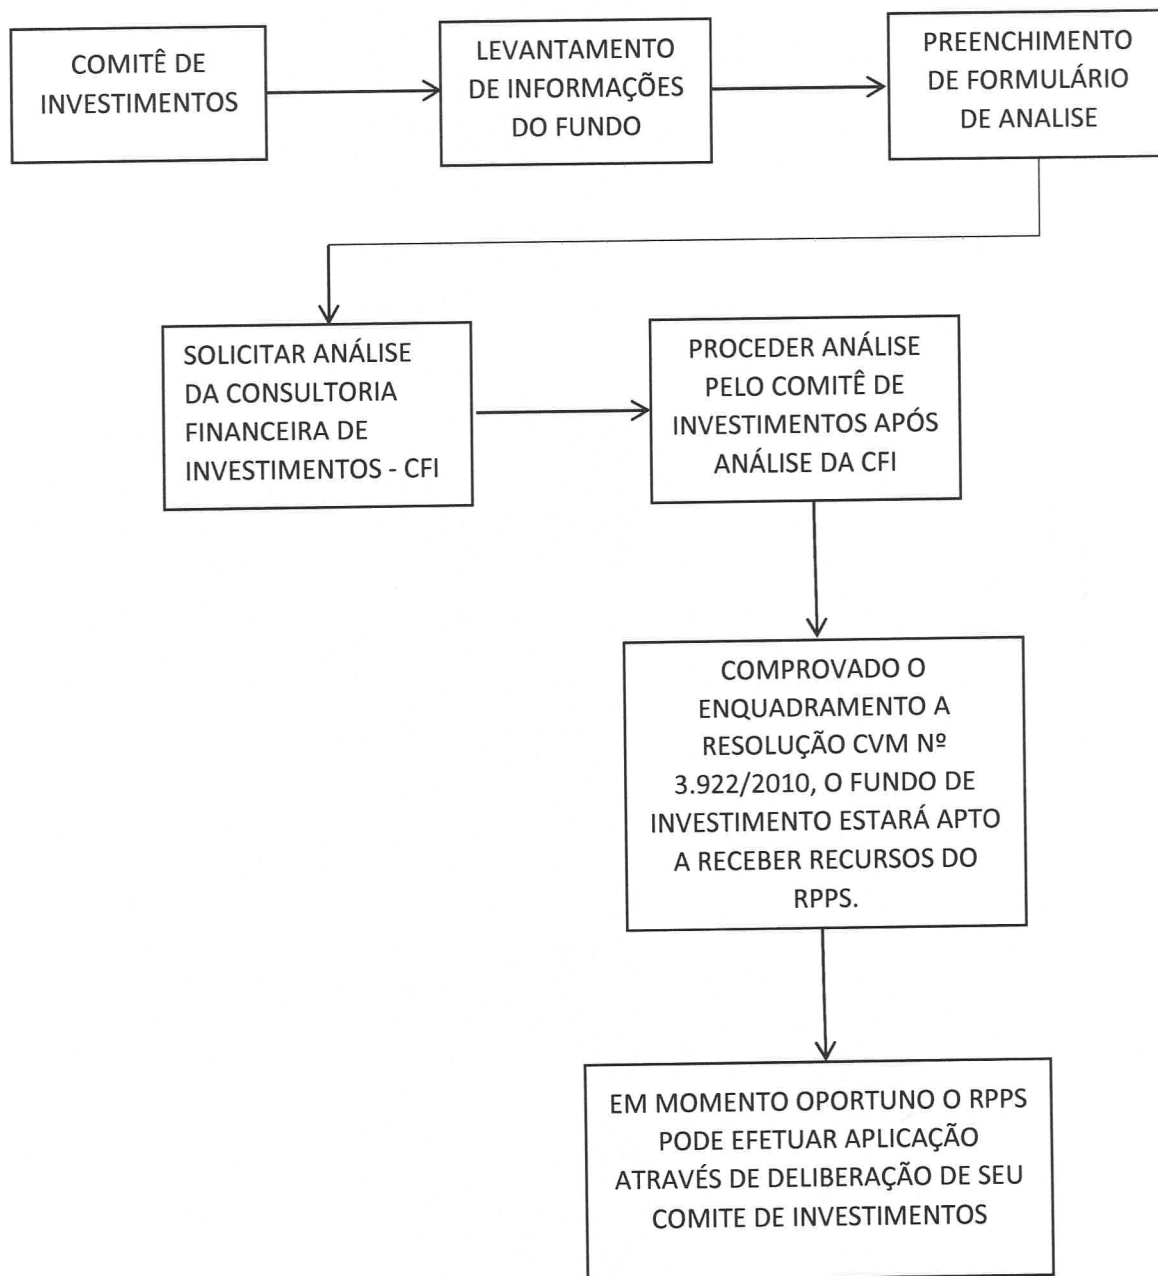 COMITÊ DE
INVESTIMENTOS
LEVANTAMENTO
DE INFORMAÇÕES
DO FUNDO
PREENCHIMENTO
DE FORMULÁRIO
DE ANALISE
SOLICITAR ANÁLISE
DA CONSULTORIA
FINANCEIRA DE
INVESTIMENTOS - CFI
PROCEDER ANÁLISE
PELO COMITÊ DE
INVESTIMENTOS APÓS
ANÁLISE DA CFI
COMPROVADO O
ENQUADRAMENTO A
RESOLUÇÃO CVM Nº
3.922/2010, O FUNDO DE
INVESTIMENTO ESTARÁ APTO
A RECEBER RECURSOS DO
RPPS.
EM MOMENTO OPORTUNO O RPPS
PODE EFETUAR APLICAÇÃO
ATRAVÉS DE DELIBERAÇÃO DE SEU
COMITE DE INVESTIMENTOS